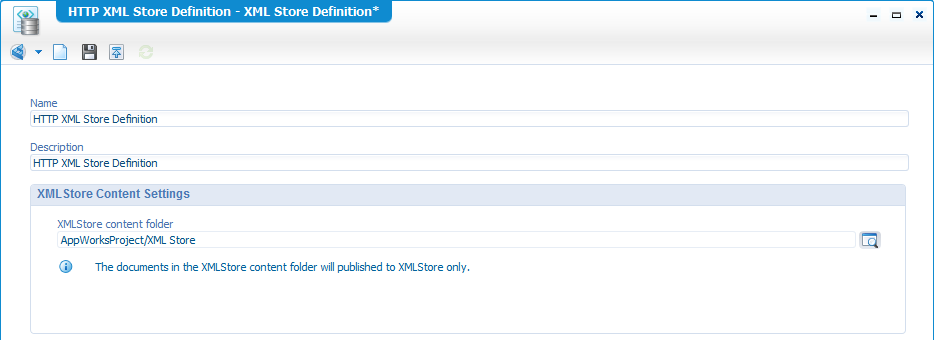 HTTP XML Store Definition - XML Store Definition*
Name
HTTP XML Store Definition
Description
HTTP XML Store Definition
XMLStore Content Settings
XMLStore content folder
AppWorksProject/XML Store
The documents in the XMLStore content folder will published to XMLStore only.